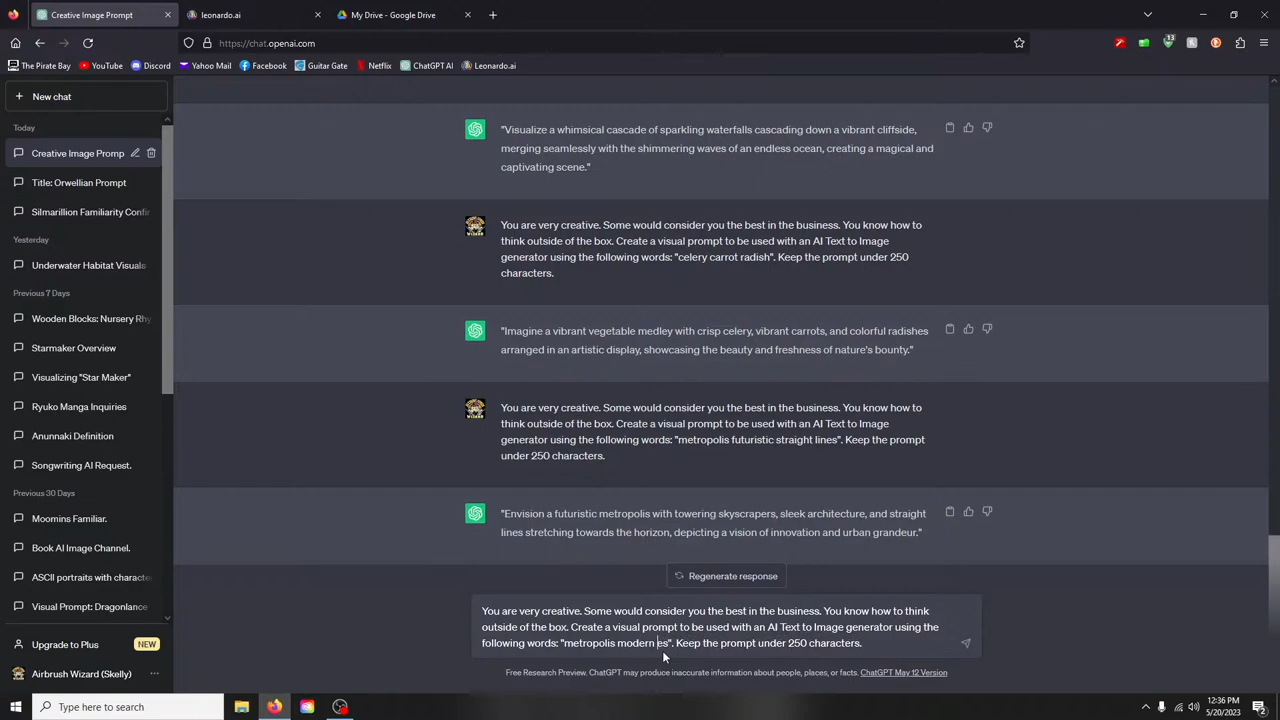 Creative Image Prompt
leonardo.ai
My Drive - Google Drive
https://chat.openai.com
13
The Pirate Bay
YouTube
Discord
Yahoo Mail
Facebook
Guitar Gate
Netflix
ChatGPT AI
Leonardo.ai
New chat
Today
Creative Image Promp
Title: Orwellian Prompt
Silmarillion Familiarity Confir
Yesterday
Underwater Habitat Visuals
Previous 7 Days
Wooden Blocks: Nursery Rhy
Starmaker Overview
Visualizing "Star Maker"
Ryuko Manga Inquiries
Anunnaki Definition
Songwriting AI Request.
Previous 30 Days
Moomins Familiar.
Book AI Image Channel.
ASCII portraits with characte
Visual Prompt: Dragonlance
Upgrade to Plus
Airbrush Wizard (Skelly)
"Visualize a whimsical cascade of sparkling waterfalls cascading down a vibrant cliffside,
merging seamlessly with the shimmering waves of an endless ocean, creating a magical and
captivating scene."
You are very creative. Some would consider you the best in the business. You know how to
think outside of the box. Create a visual prompt to be used with an AI Text to Image
generator using the following words: "celery carrot radish". Keep the prompt under 250
characters.
"Imagine a vibrant vegetable medley with crisp celery, vibrant carrots, and colorful radishes
arranged in an artistic display, showcasing the beauty and freshness of nature's bounty."
You are very creative. Some would consider you the best in the business. You know how to
think outside of the box. Create a visual prompt to be used with an AI Text to Image
generator using the following words: "metropolis futuristic straight lines". Keep the prompt
under 250 characters.
"Envision a futuristic metropolis with towering skyscrapers, sleek architecture, and straight
lines stretching towards the horizon, depicting a vision of innovation and urban grandeur."
Regenerate response
You are very creative. Some would consider you the best in the business. You know how to think
outside of the box. Create a visual prompt to be used with an AI Text to Image generator using the
following words: "metropolis modern es". Keep the prompt under 250 characters.
Free Research Preview. ChatGPT may produce inaccurate information about people, places, or facts. ChatGPT May 12 Version
Type here to search
12:36 PM
5/20/2023
2